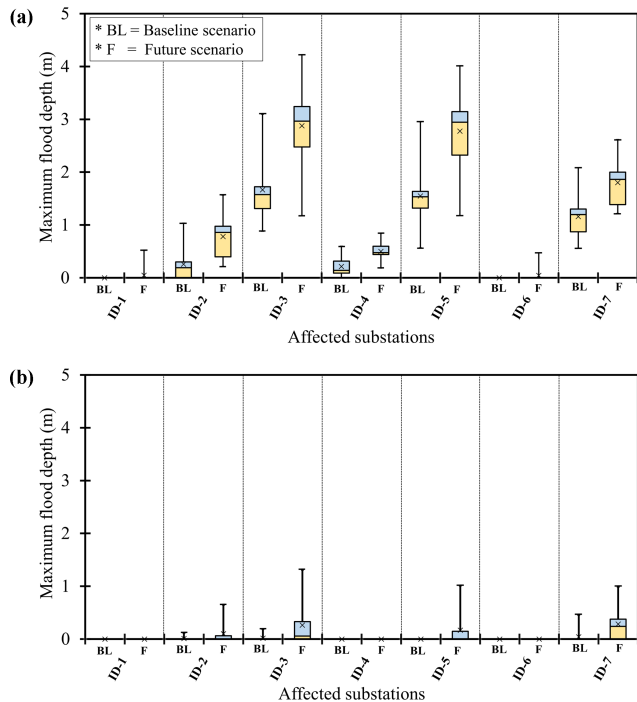 (a)
5
4
3
2
1
0
Maximum flood depth (m)
* BL = Baseline scenario
* F = Future scenario
BL F BL F BL F BL F BL F BL F BL F
ID-1 ID-2 ID-3 ID-4 ID-5 ID-6 ID-7
Affected substations
(b)
5
4
3
2
1
0
Maximum flood depth (m)
BL F BL F BL F BL F BL F BL F BL F
ID-1 ID-2 ID-3 ID-4 ID-5 ID-6 ID-7
Affected substations